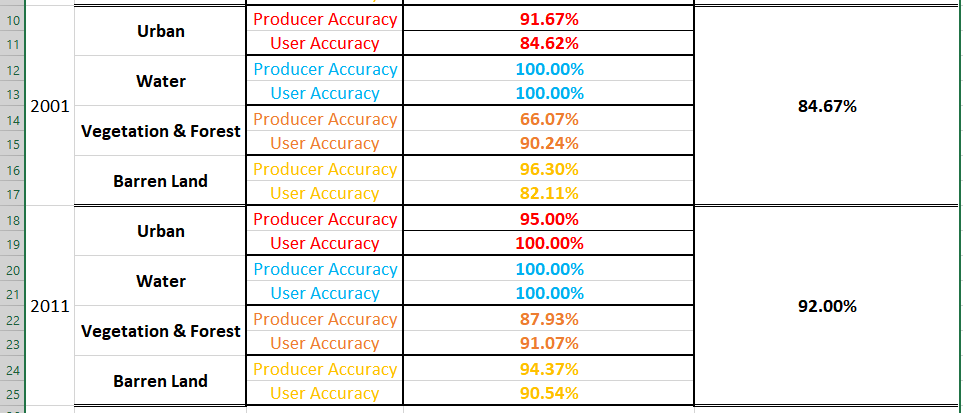 10 Urban Producer Accuracy 91.67%
11 User Accuracy 84.62%
12 Water Producer Accuracy 100.00%
13 User Accuracy 100.00%
2001 84.67%
14 Vegetation & Forest Producer Accuracy 66.07%
15 User Accuracy 90.24%
16 Barren Land Producer Accuracy 96.30%
17 User Accuracy 82.11%
18 Urban Producer Accuracy 95.00%
19 User Accuracy 100.00%
20 Water Producer Accuracy 100.00%
21 User Accuracy 100.00%
2011 92.00%
22 Vegetation & Forest Producer Accuracy 87.93%
23 User Accuracy 91.07%
24 Barren Land Producer Accuracy 94.37%
25 User Accuracy 90.54%